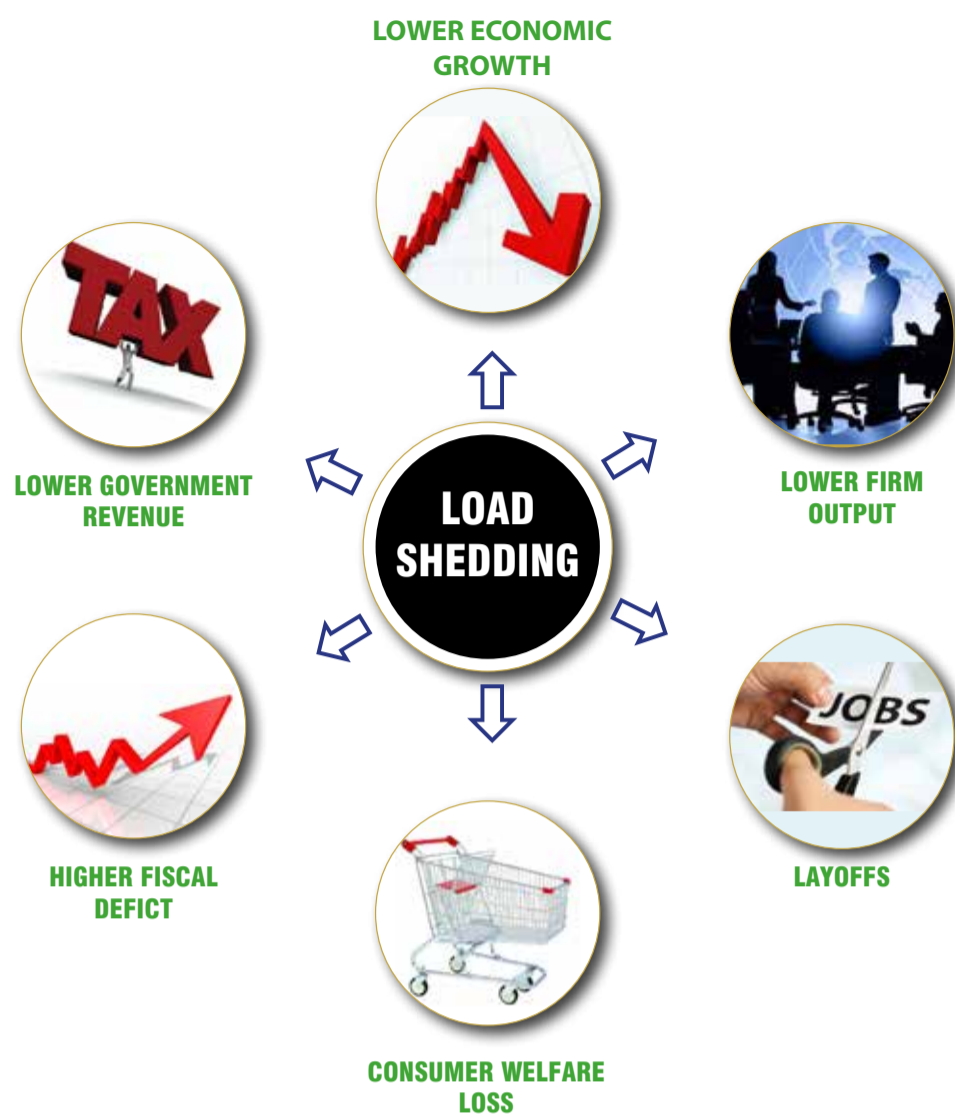 LOWER ECONOMIC
GROWTH
TAX
LOWER GOVERNMENT
REVENUE
LOWER FIRM
OUTPUT
LOAD
SHEDDING
JOBS
HIGHER FISCAL
DEFICT
LAYOFFS
CONSUMER WELFARE
LOSS